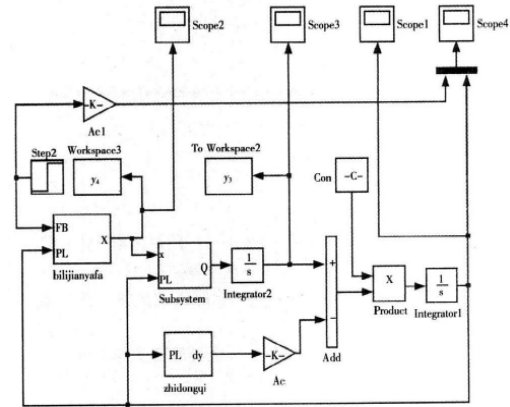 Scope2
Scope3
Scope1
Scope4
-K-
Ac1
Step2
Workspace3
To Workspace2
y₄
y₃
Con
-C-
FB
PL
X
bilijianyafa
x
PL
Q
Subsystem
1
s
Integrator2
+
−
Add
X
Product
1
s
Integrator1
PL
dy
zhidongqi
-K-
Ac